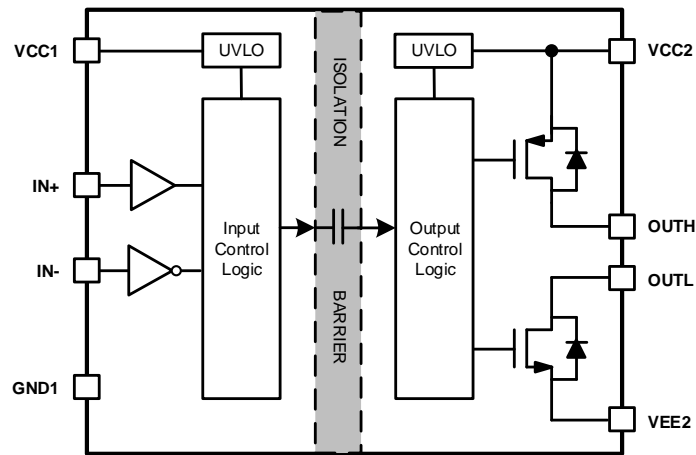 VCC1
UVLO
UVLO
VCC2
ISOLATION
IN+
OUTH
Input
Control
Logic
Output
Control
Logic
IN-
OUTL
BARRIER
GND1
VEE2